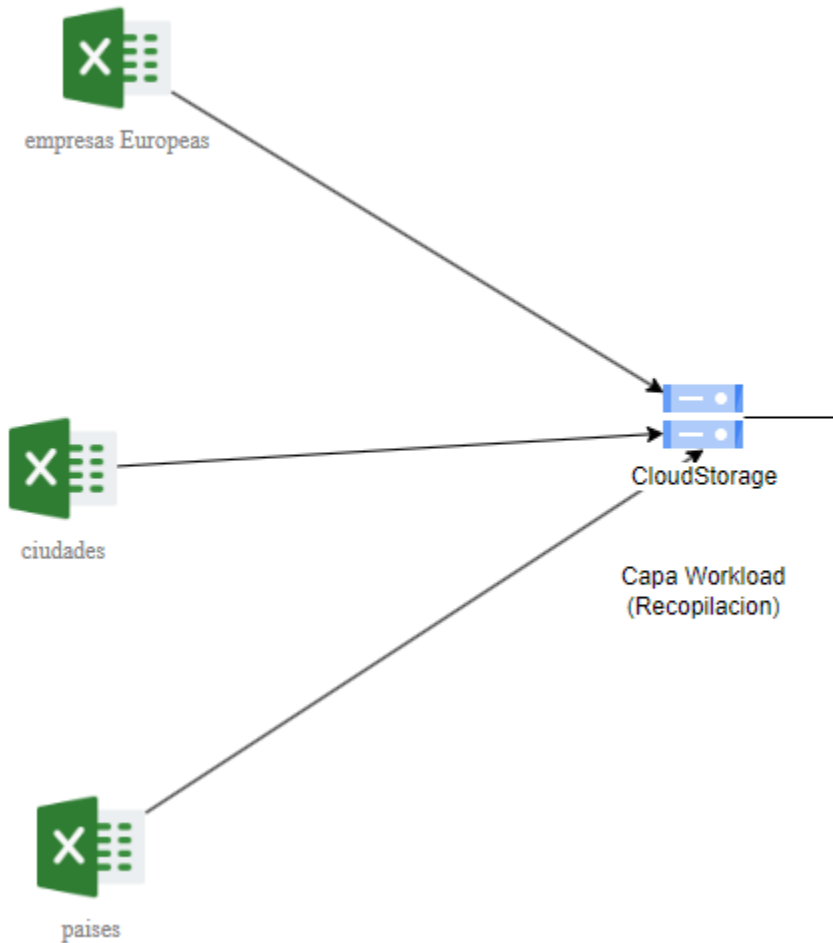 empresas Europeas
ciudades
CloudStorage
Capa Workload
(Recopilacion)
paises